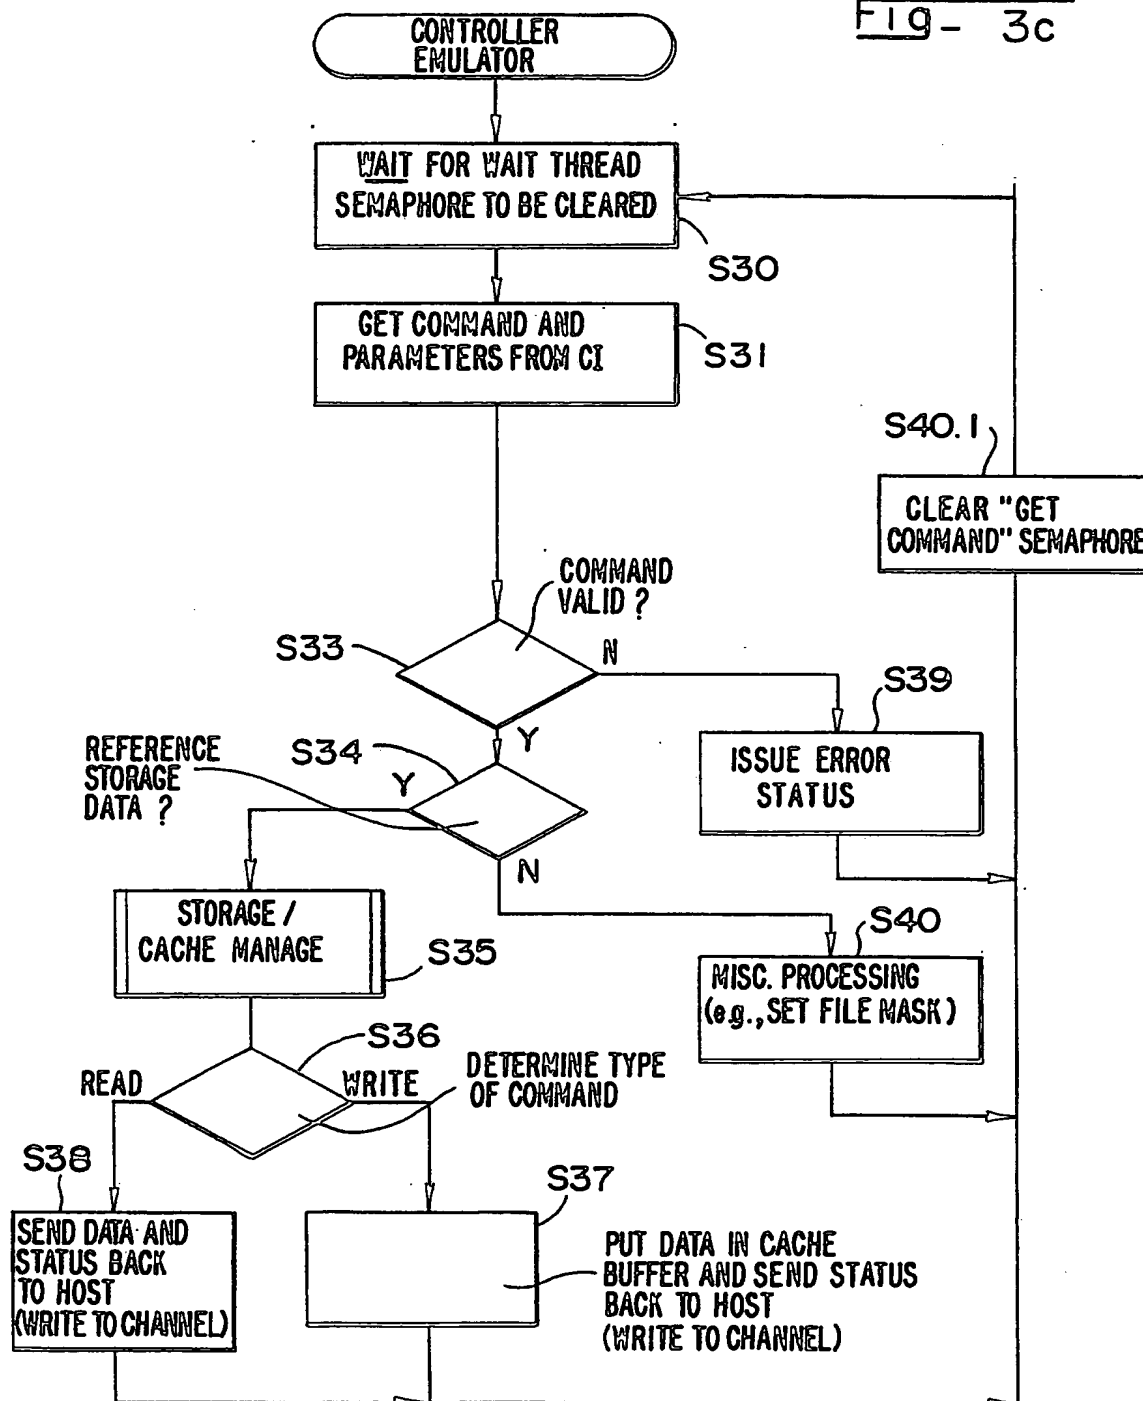 Fig- 3c
CONTROLLER
EMULATOR
WAIT FOR WAIT THREAD
SEMAPHORE TO BE CLEARED
S30
GET COMMAND AND
PARAMETERS FROM CI
S31
S40.1
CLEAR "GET
COMMAND" SEMAPHORE
COMMAND
VALID ?
S33
N
S39
Y
ISSUE ERROR
STATUS
REFERENCE
STORAGE
DATA ?
S34
Y
N
STORAGE /
CACHE MANAGE
S35
S40
MISC. PROCESSING
(e.g., SET FILE MASK)
S36
READ
WRITE
DETERMINE TYPE
OF COMMAND
S38
SEND DATA AND
STATUS BACK
TO HOST
(WRITE TO CHANNEL)
S37
PUT DATA IN CACHE
BUFFER AND SEND STATUS
BACK TO HOST
(WRITE TO CHANNEL)